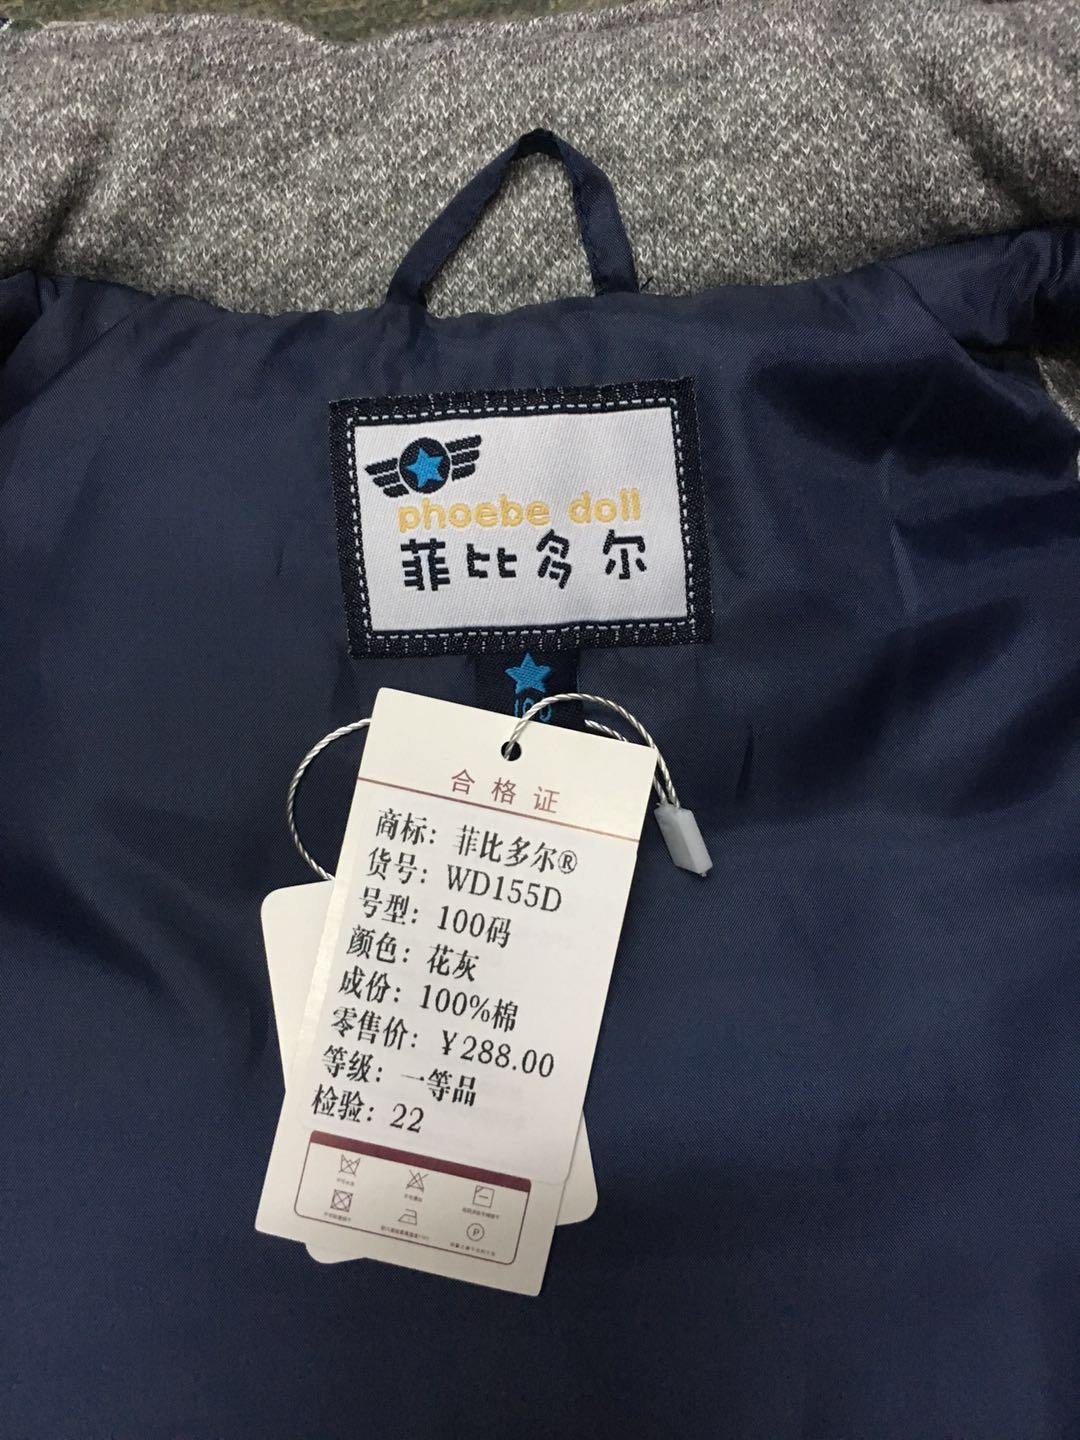 phoebe doll
菲比多尔
100
合格证
商标：菲比多尔®
货号：WD155D
号型：100码
颜色：花灰
成份：100%棉
零售价：￥288.00
等级：一等品
检验：22
P